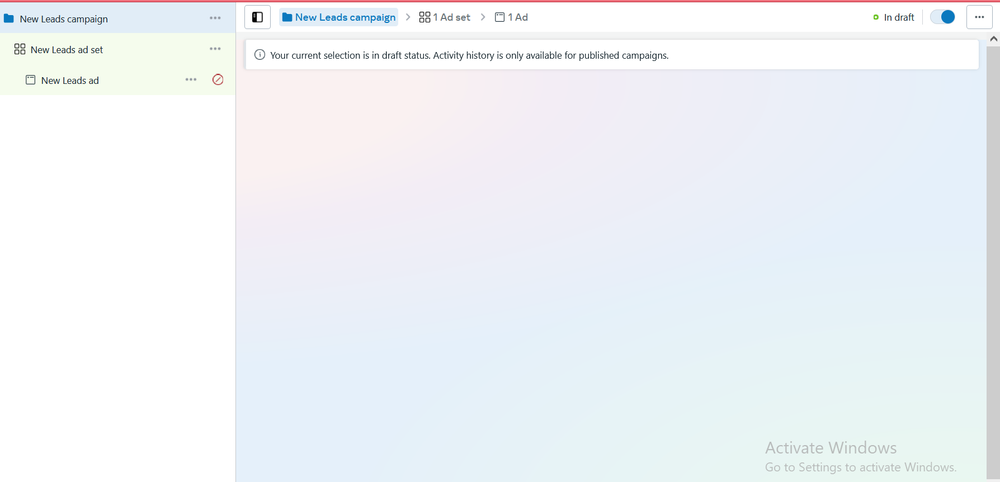 New Leads campaign
New Leads ad set
New Leads ad
New Leads campaign
1 Ad set
1 Ad
In draft
Your current selection is in draft status. Activity history is only available for published campaigns.
Activate Windows
Go to Settings to activate Windows.